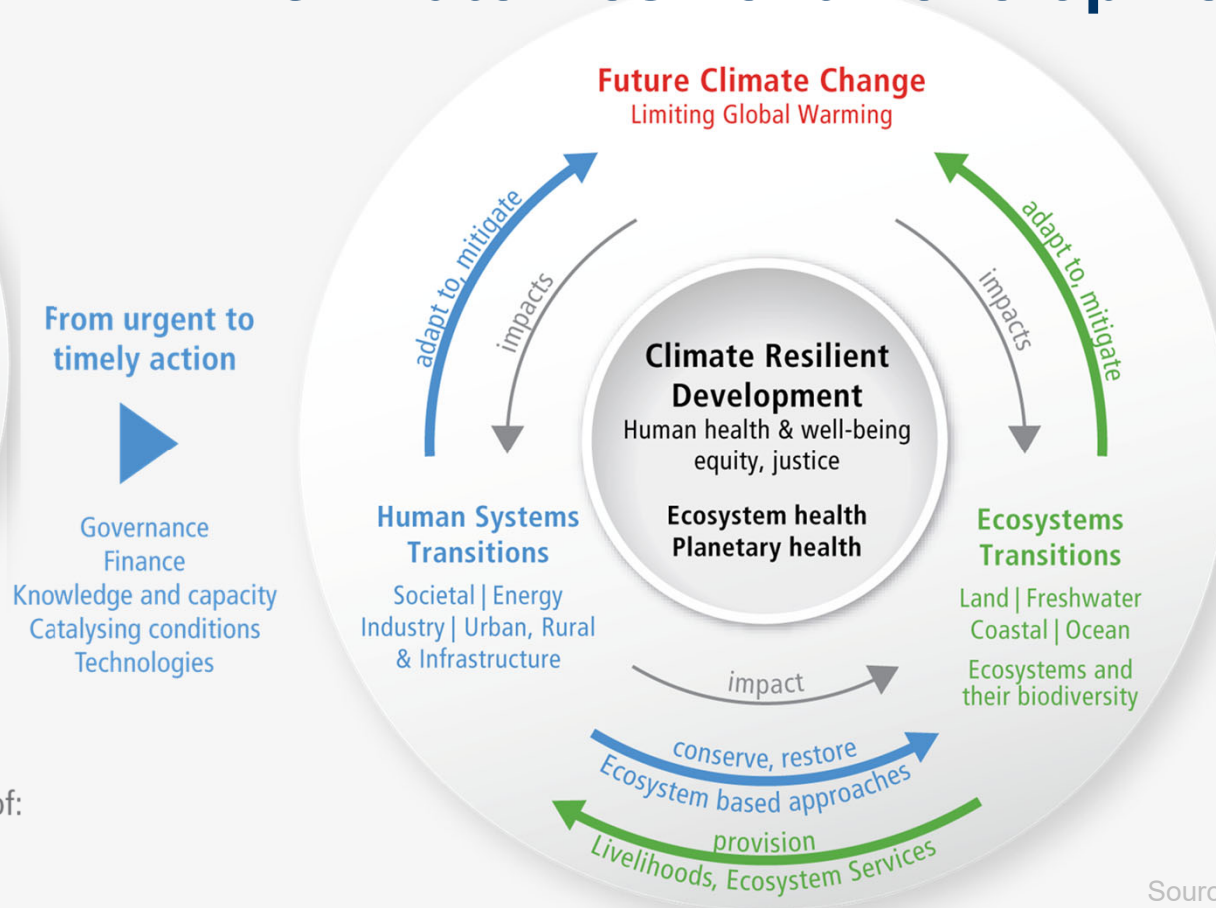 Future Climate Change
Limiting Global Warming
adapt to, mitigate
impacts
impacts
adapt to, mitigate
From urgent to
timely action
Governance
Finance
Knowledge and capacity
Catalysing conditions
Technologies
Climate Resilient
Development
Human health & well-being
equity, justice
Ecosystem health
Planetary health
Human Systems
Transitions
Societal | Energy
Industry | Urban, Rural
& Infrastructure
Ecosystems
Transitions
Land | Freshwater
Coastal | Ocean
Ecosystems and
their biodiversity
impact
conserve, restore
Ecosystem based approaches
provision
Livelihoods, Ecosystem Services
of:
Sourc